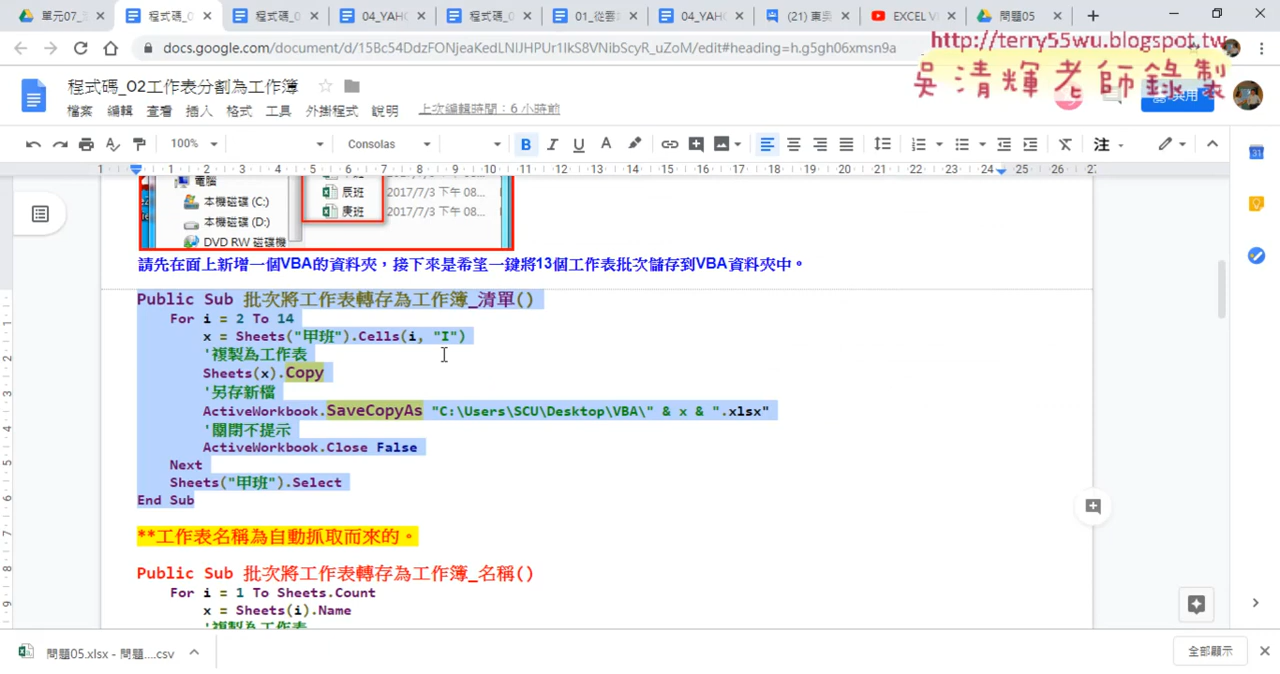 單元07_
程式碼_0
程式碼_0
04_YAHO
程式碼_0
01_從雲
04_YAHO
EXCEL V
問題05
docs.google.com/document/d/15Bc54DdzFONjeaKedLNIJHPUr1IkS8VNibScyR_uZoM/edit#heading=h.g5gh06xmsn9a
http://terry55wu.blogspot.tw
吳清輝老師錄製
程式碼_02工作表分割為工作簿
檔案 編輯 查看 插入 格式 工具 外掛程式 說明 上次編輯時間：6 小時前
100% Consolas
電腦
本機磁碟 (C:)
本機磁碟 (D:)
DVD RW 磁碟機
辰班 2017/7/3 下午 08...
庚班 2017/7/3 下午 08...
請先在面上新增一個VBA的資料夾，接下來是希望一鍵將13個工作表批次儲存到VBA資料夾中。
Public Sub 批次將工作表轉存為工作簿_清單()
For i = 2 To 14
x = Sheets("甲班").Cells(i, "I")
'複製為工作表
Sheets(x).Copy
'另存新檔
ActiveWorkbook.SaveCopyAs "C:\Users\SCU\Desktop\VBA\" & x & ".xlsx"
'關閉不提示
ActiveWorkbook.Close False
Next
Sheets("甲班").Select
End Sub
**工作表名稱為自動抓取而來的。
Public Sub 批次將工作表轉存為工作簿_名稱()
For i = 1 To Sheets.Count
x = Sheets(i).Name
'複製為工作表
問題05.xlsx - 問題....csv
全部顯示